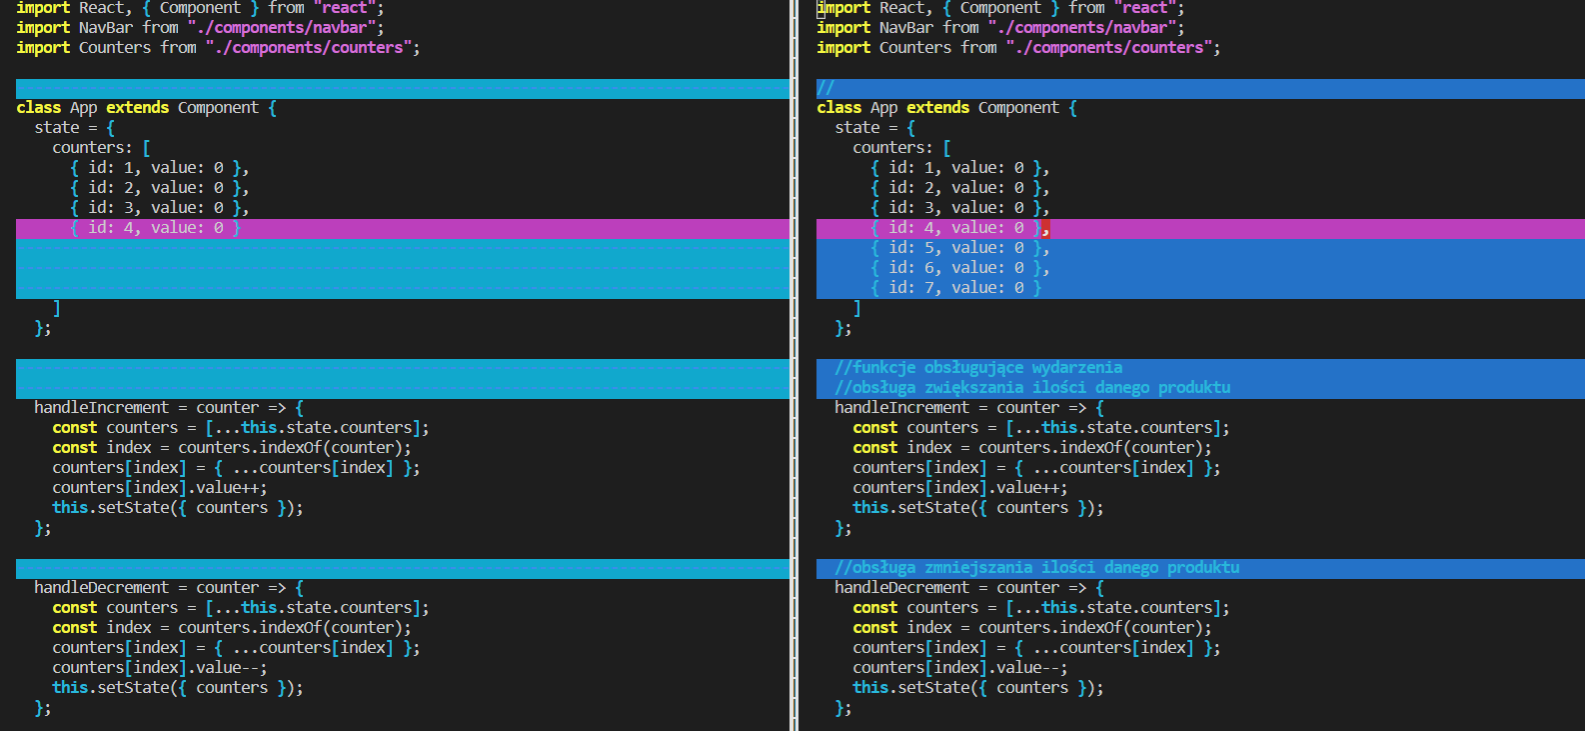 import React, { Component } from "react";
import NavBar from "./components/navbar";
import Counters from "./components/counters";
class App extends Component {
  state = {
    counters: [
      { id: 1, value: 0 },
      { id: 2, value: 0 },
      { id: 3, value: 0 },
      { id: 4, value: 0 }
    ]
  };
  handleIncrement = counter => {
    const counters = [...this.state.counters];
    const index = counters.indexOf(counter);
    counters[index] = { ...counters[index] };
    counters[index].value++;
    this.setState({ counters });
  };
  handleDecrement = counter => {
    const counters = [...this.state.counters];
    const index = counters.indexOf(counter);
    counters[index] = { ...counters[index] };
    counters[index].value--;
    this.setState({ counters });
  };
import React, { Component } from "react";
import NavBar from "./components/navbar";
import Counters from "./components/counters";
//
class App extends Component {
  state = {
    counters: [
      { id: 1, value: 0 },
      { id: 2, value: 0 },
      { id: 3, value: 0 },
      { id: 4, value: 0 },
      { id: 5, value: 0 },
      { id: 6, value: 0 },
      { id: 7, value: 0 }
    ]
  };
  //funkcje obsługujące wydarzenia
  //obsługa zwiększania ilości danego produktu
  handleIncrement = counter => {
    const counters = [...this.state.counters];
    const index = counters.indexOf(counter);
    counters[index] = { ...counters[index] };
    counters[index].value++;
    this.setState({ counters });
  };
  //obsługa zmniejszania ilości danego produktu
  handleDecrement = counter => {
    const counters = [...this.state.counters];
    const index = counters.indexOf(counter);
    counters[index] = { ...counters[index] };
    counters[index].value--;
    this.setState({ counters });
  };